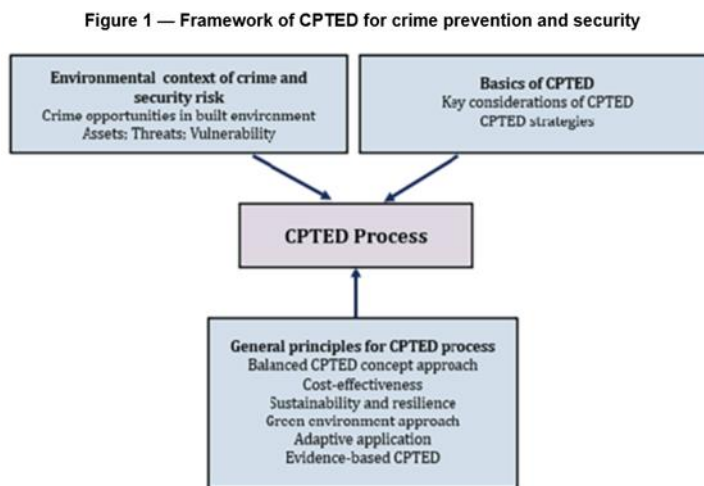 Figure 1 — Framework of CPTED for crime prevention and security
Environmental context of crime and
security risk
Crime opportunities in built environment
Assets; Threats; Vulnerability
Basics of CPTED
Key considerations of CPTED
CPTED strategies
CPTED Process
General principles for CPTED process
Balanced CPTED concept approach
Cost-effectiveness
Sustainability and resilience
Green environment approach
Adaptive application
Evidence-based CPTED